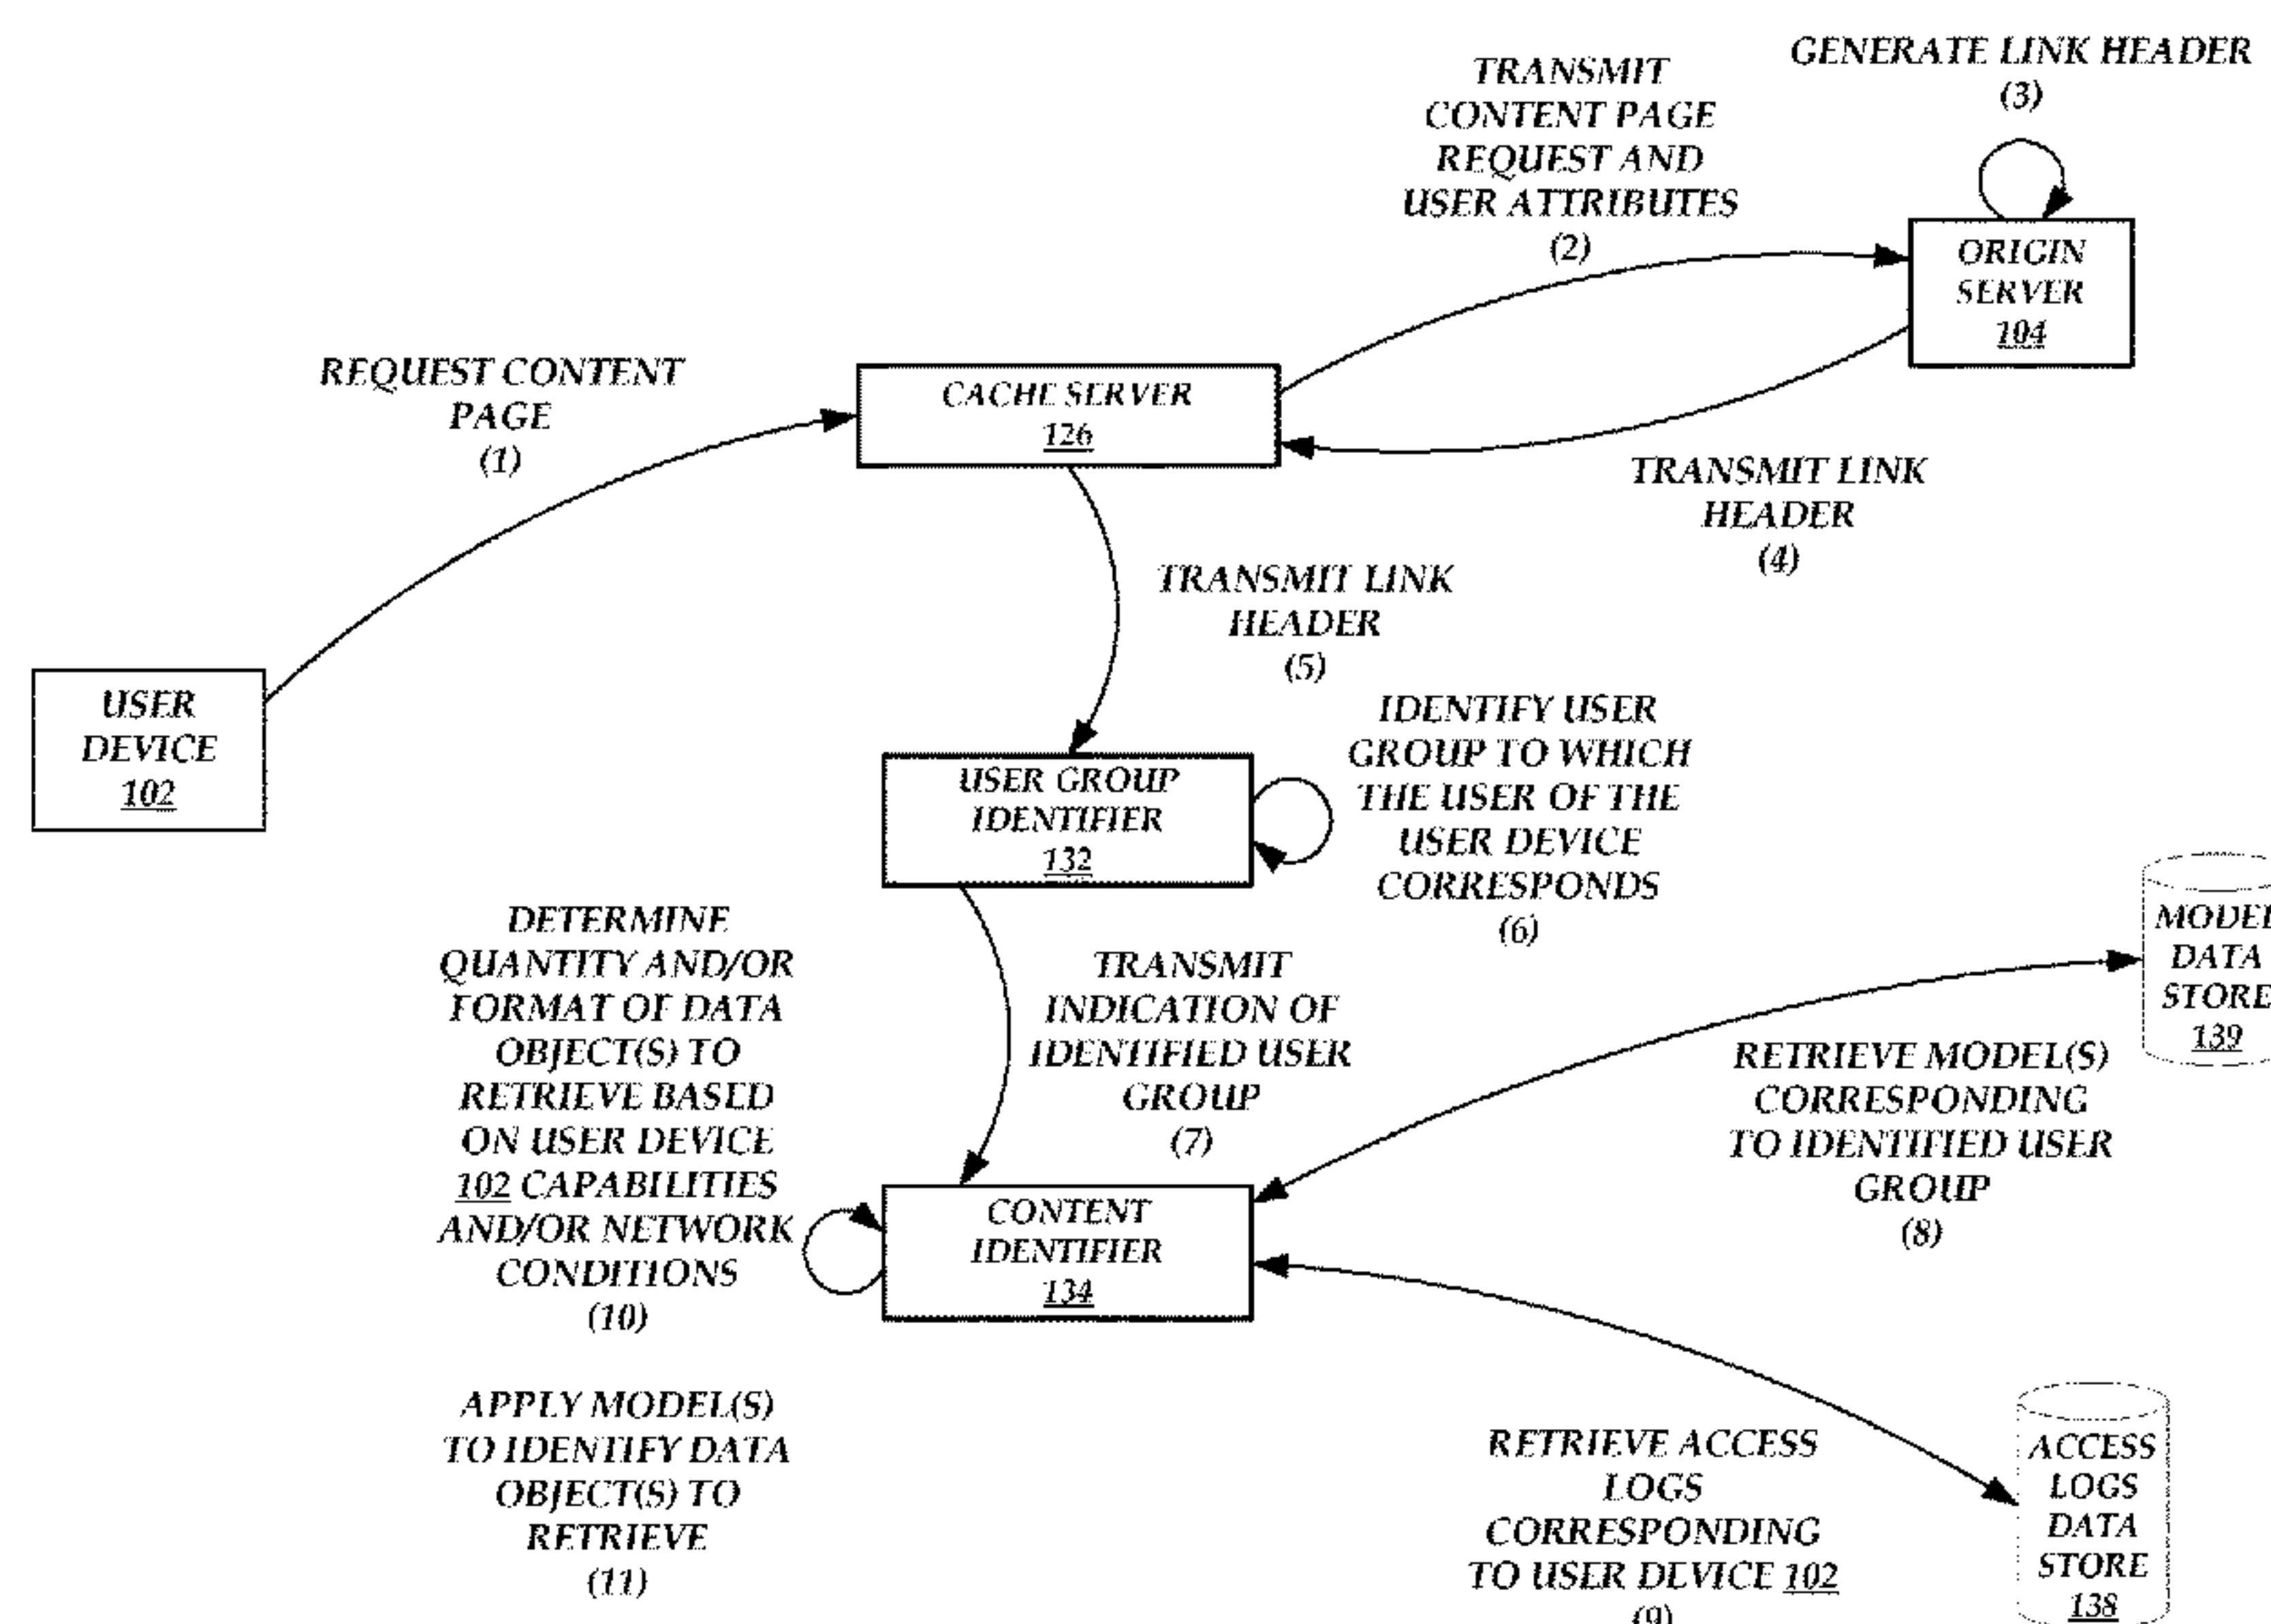 GENERATE LINK HEADER
(3)
TRANSMIT
CONTENT PAGE
REQUEST AND
USER ATTRIBUTES
(2)
ORIGIN
SERVER
104
REQUEST CONTENT
PAGE
(1)
CACHE SERVER
126
TRANSMIT LINK
HEADER
(4)
TRANSMIT LINK
HEADER
(5)
USER
DEVICE
102
USER GROUP
IDENTIFIER
132
IDENTIFY USER
GROUP TO WHICH
THE USER OF THE
USER DEVICE
CORRESPONDS
(6)
MODEL
DATA
STORE
139
DETERMINE
QUANTITY AND/OR
FORMAT OF DATA
OBJECT(S) TO
RETRIEVE BASED
ON USER DEVICE
102 CAPABILITIES
AND/OR NETWORK
CONDITIONS
(10)
TRANSMIT
INDICATION OF
IDENTIFIED USER
GROUP
(7)
RETRIEVE MODEL(S)
CORRESPONDING
TO IDENTIFIED USER
GROUP
(8)
CONTENT
IDENTIFIER
134
APPLY MODEL(S)
TO IDENTIFY DATA
OBJECT(S) TO
RETRIEVE
(11)
RETRIEVE ACCESS
LOGS
CORRESPONDING
TO USER DEVICE 102
(9)
ACCESS
LOGS
DATA
STORE
138